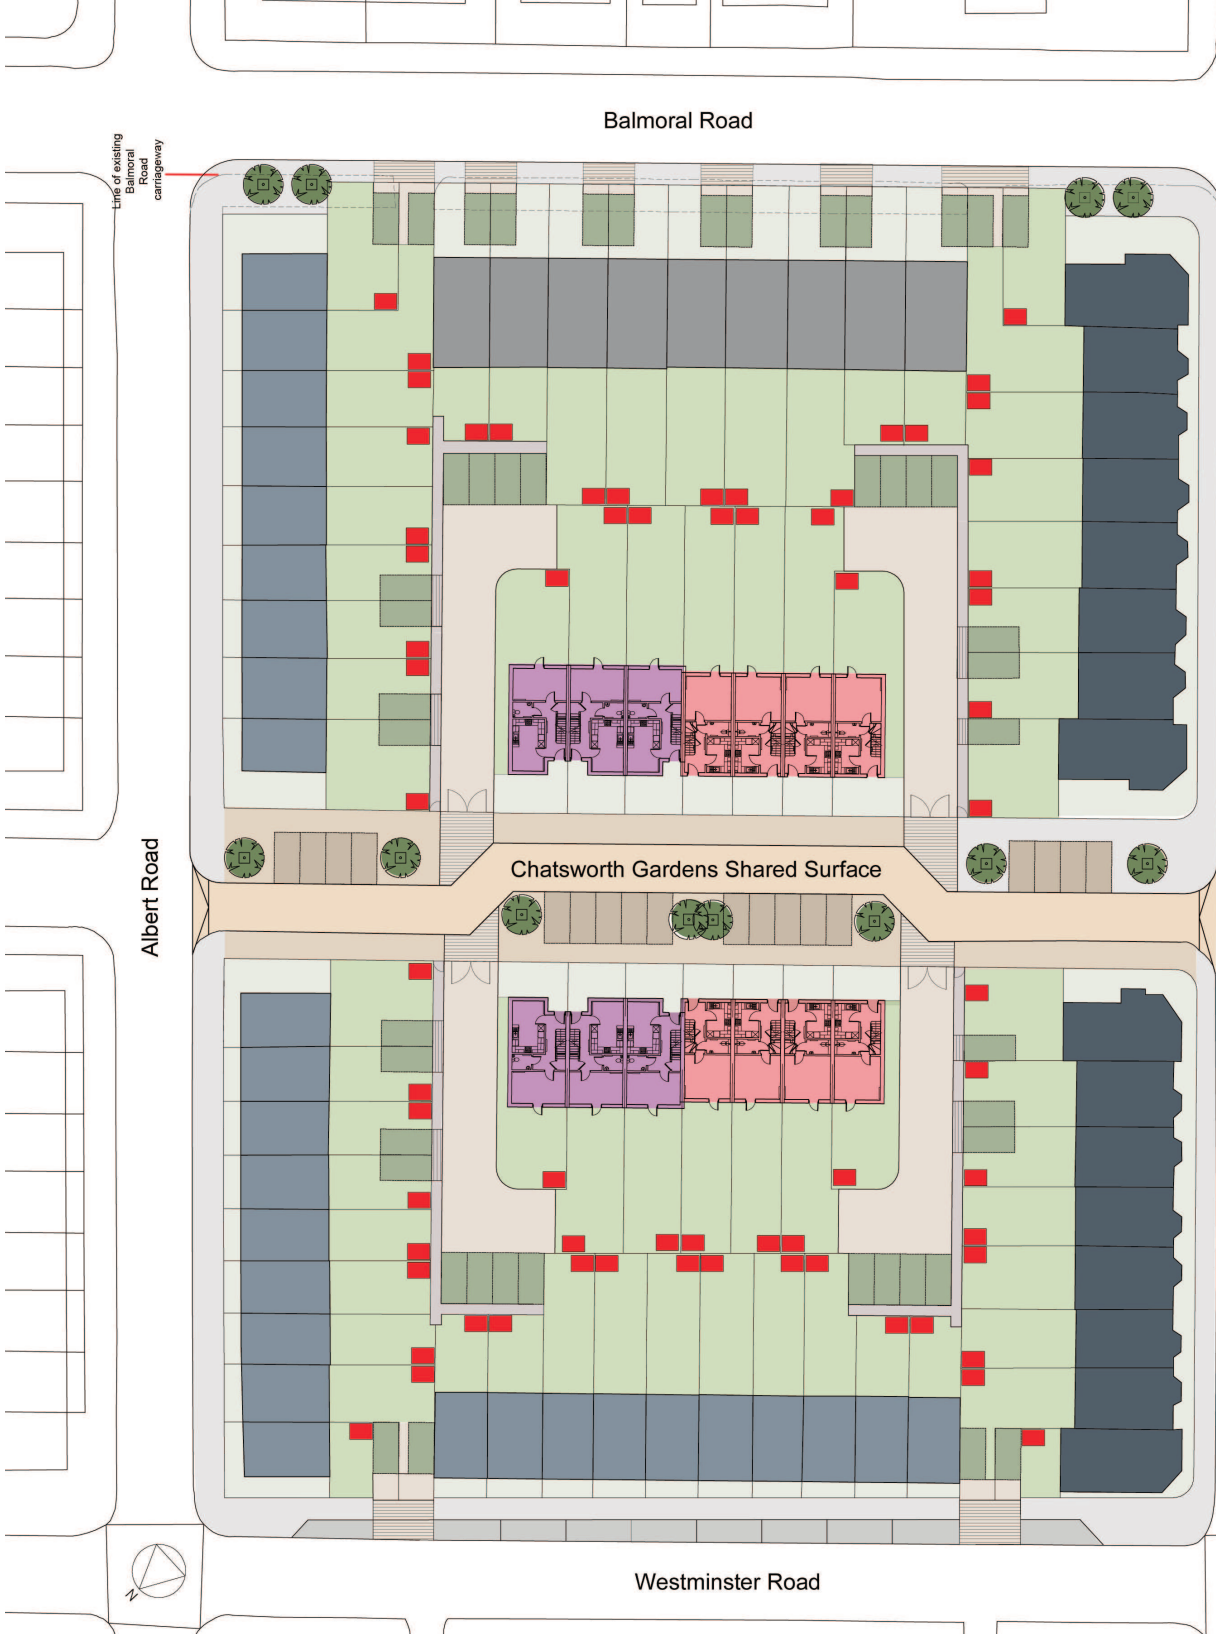 Balmoral Road
Line of existing
Balmoral
Road
carriageway
Chatsworth Gardens Shared Surface
Albert Road
Westminster Road
N